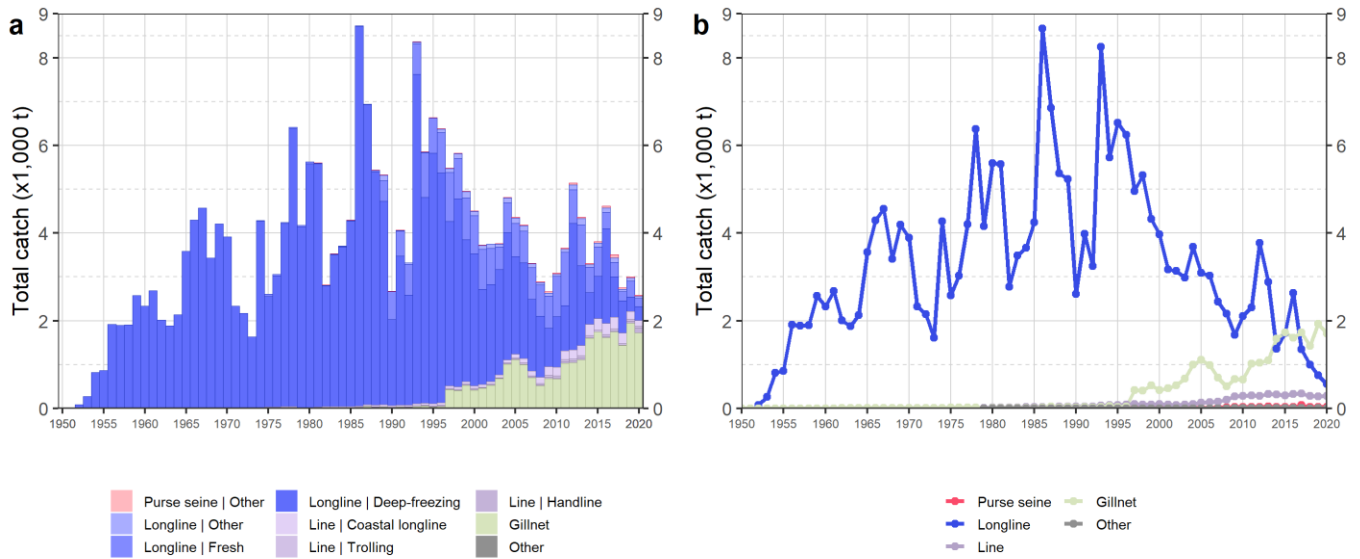 a
Total catch (x1,000 t)
9
8
6
4
2
0
9
8
6
4
2
0
1950 1955 1960 1965 1970 1975 1980 1985 1990 1995 2000 2005 2010 2015 2020
Purse seine | Other
Longline | Other
Longline | Fresh
Longline | Deep-freezing
Line | Coastal longline
Line | Trolling
Line | Handline
Gillnet
Other
b
Total catch (x1,000 t)
9
8
6
4
2
0
9
8
6
4
2
0
1950 1955 1960 1965 1970 1975 1980 1985 1990 1995 2000 2005 2010 2015 2020
Purse seine
Longline
Line
Gillnet
Other